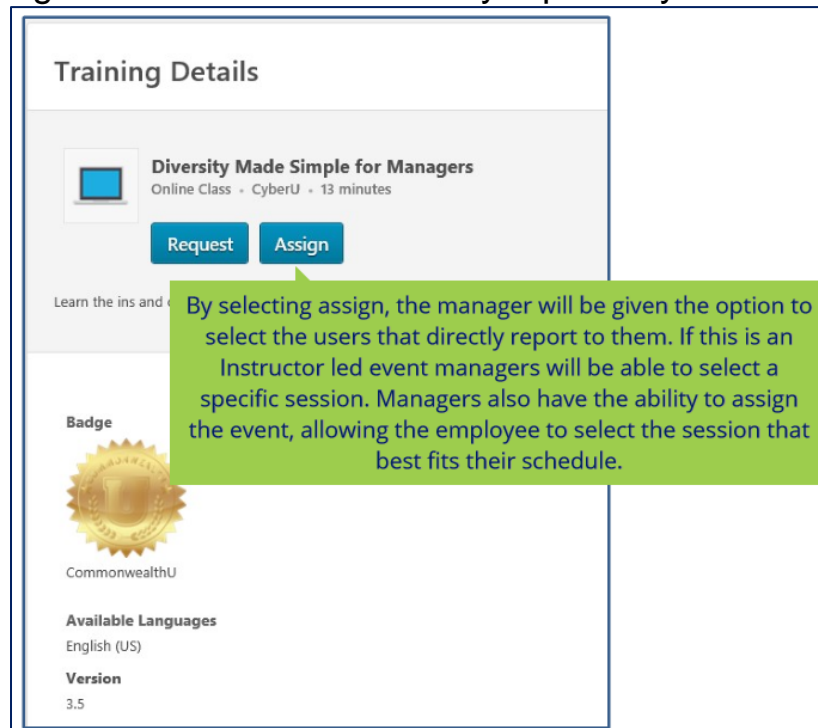 Training Details
Diversity Made Simple for Managers
Online Class • CyberU • 13 minutes
Request Assign
Learn the ins and
By selecting assign, the manager will be given the option to
select the users that directly report to them. If this is an
Instructor led event managers will be able to select a
specific session. Managers also have the ability to assign
the event, allowing the employee to select the session that
best fits their schedule.
Badge
CommonwealthU
Available Languages
English (US)
Version
3.5